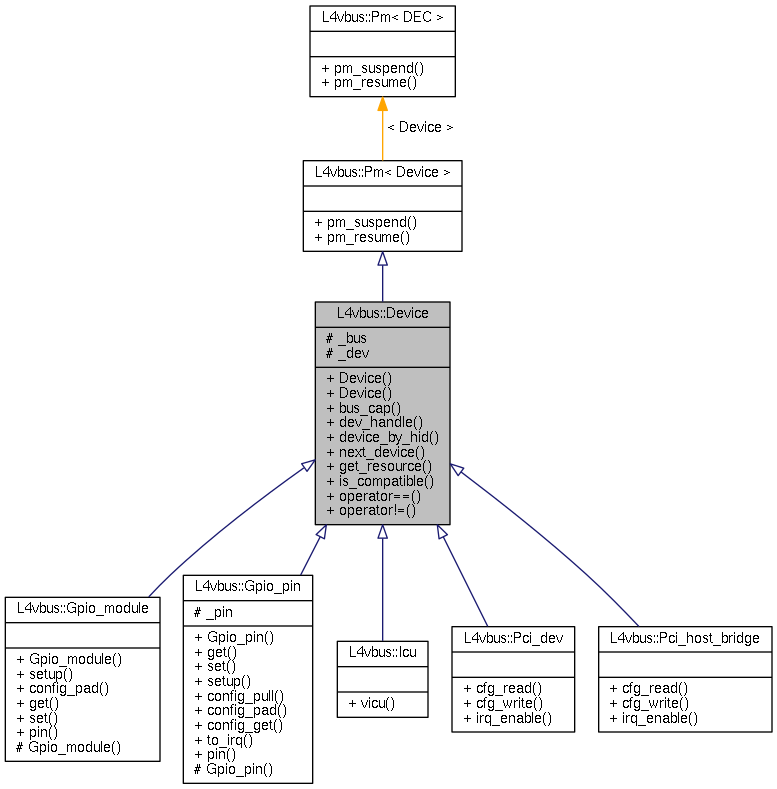 L4vbus::Pm< DEC >
+ pm_suspend()
+ pm_resume()
< Device >
L4vbus::Pm< Device >
+ pm_suspend()
+ pm_resume()
L4vbus::Device
# _bus
# _dev
+ Device()
+ Device()
+ bus_cap()
+ dev_handle()
+ device_by_hid()
+ next_device()
+ get_resource()
+ is_compatible()
+ operator==()
+ operator!=()
L4vbus::Gpio_module
+ Gpio_module()
+ setup()
+ config_pad()
+ get()
+ set()
+ pin()
# Gpio_module()
L4vbus::Gpio_pin
# _pin
+ Gpio_pin()
+ get()
+ set()
+ setup()
+ config_pull()
+ config_pad()
+ config_get()
+ to_irq()
+ pin()
# Gpio_pin()
L4vbus::Icu
+ vicu()
L4vbus::Pci_dev
+ cfg_read()
+ cfg_write()
+ irq_enable()
L4vbus::Pci_host_bridge
+ cfg_read()
+ cfg_write()
+ irq_enable()